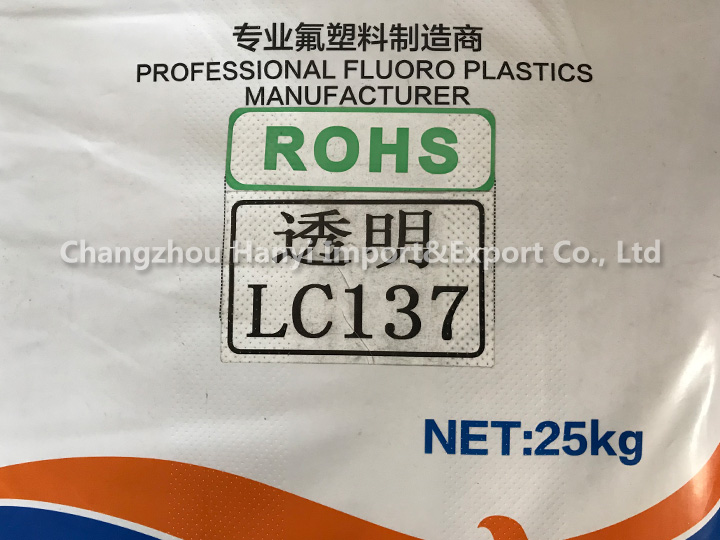 专业氟塑料制造商
PROFESSIONAL FLUORO PLASTICS
MANUFACTURER
ROHS
透明
Changzhou Hanyi Import&Export Co., Ltd
LC137
NET:25kg